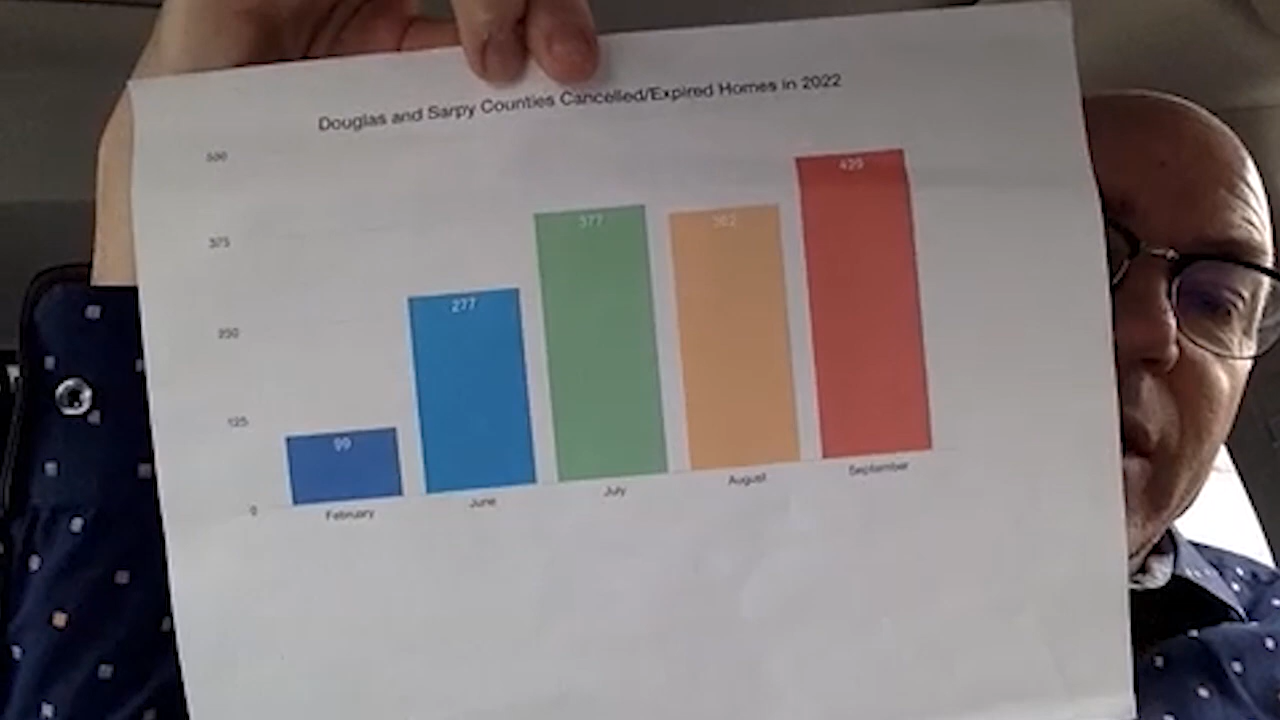 Douglas and Sarpy Counties Cancelled/Expired Homes in 2022
500
375
250
125
0
99
277
377
362
February
June
July
August
September